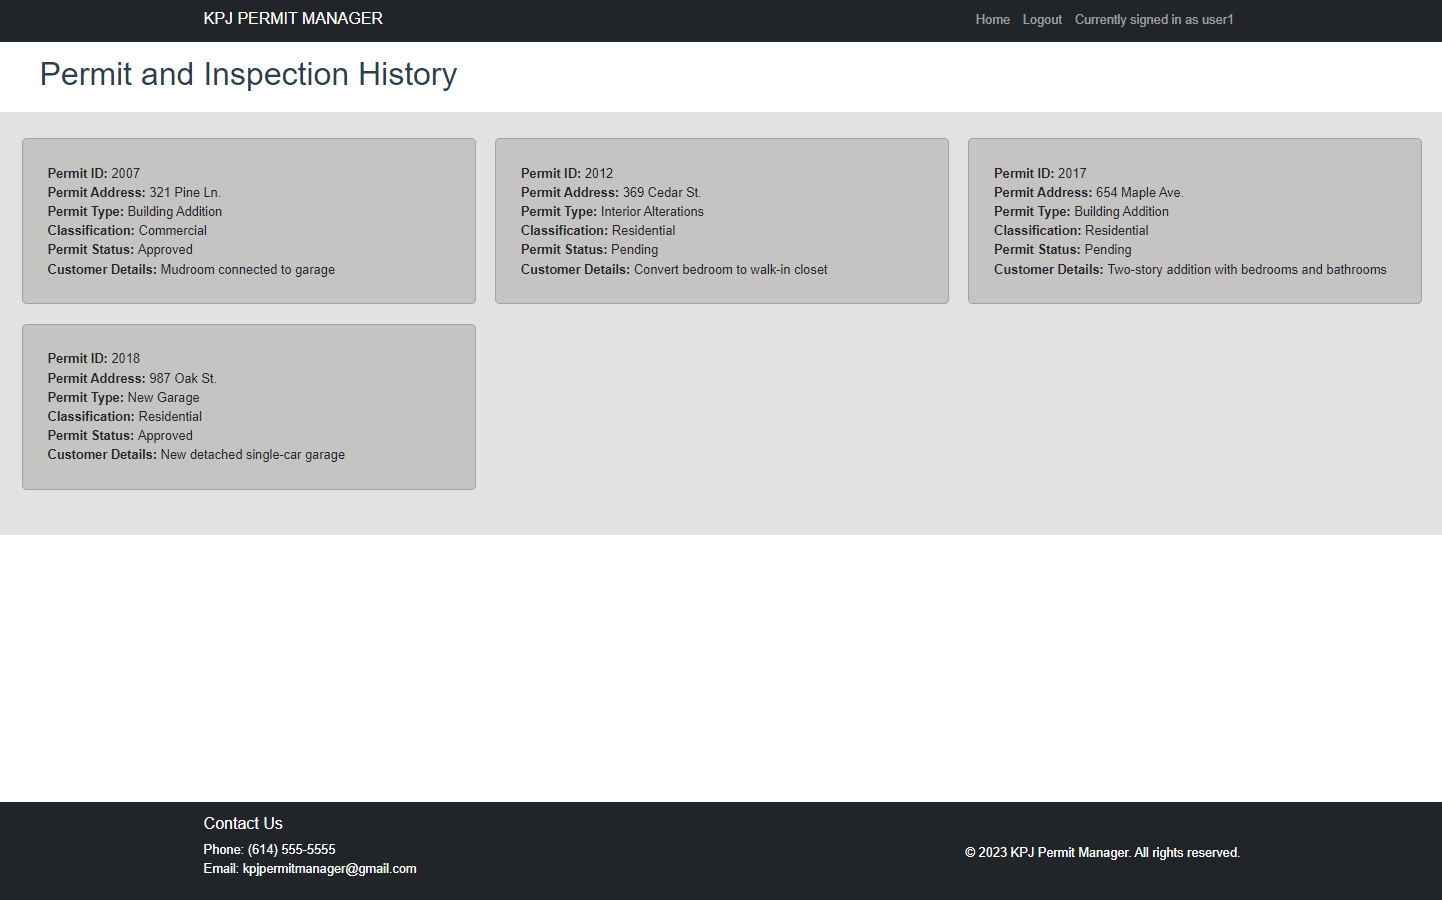 KPJ PERMIT MANAGER
Home Logout Currently signed in as user1
Permit and Inspection History
Permit ID: 2007
Permit Address: 321 Pine Ln.
Permit Type: Building Addition
Classification: Commercial
Permit Status: Approved
Customer Details: Mudroom connected to garage
Permit ID: 2012
Permit Address: 369 Cedar St.
Permit Type: Interior Alterations
Classification: Residential
Permit Status: Pending
Customer Details: Convert bedroom to walk-in closet
Permit ID: 2017
Permit Address: 654 Maple Ave.
Permit Type: Building Addition
Classification: Residential
Permit Status: Pending
Customer Details: Two-story addition with bedrooms and bathrooms
Permit ID: 2018
Permit Address: 987 Oak St.
Permit Type: New Garage
Classification: Residential
Permit Status: Approved
Customer Details: New detached single-car garage
Contact Us
Phone: (614) 555-5555
Email: kpjpermitmanager@gmail.com
© 2023 KPJ Permit Manager. All rights reserved.